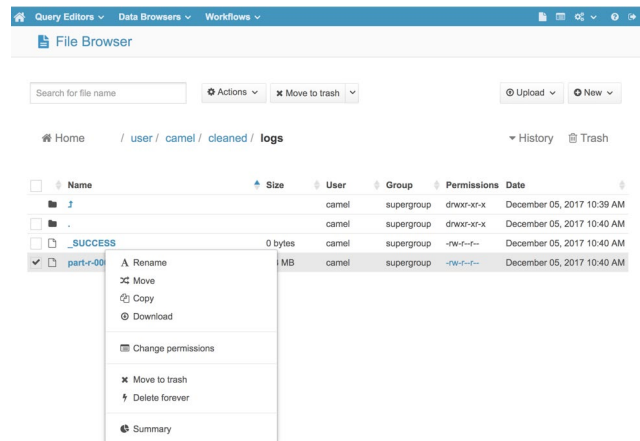 Query Editors Data Browsers Workflows
File Browser
Search for file name Actions Move to trash Upload New
Home / user / camel / cleaned / logs History Trash
Name Size User Group Permissions Date
camel supergroup drwxr-xr-x December 05, 2017 10:39 AM
. camel supergroup drwxr-xr-x December 05, 2017 10:40 AM
_SUCCESS 0 bytes camel supergroup -rw-r--r-- December 05, 2017 10:40 AM
part-r-00 MB camel supergroup -rw-r--r-- December 05, 2017 10:40 AM
Rename
Move
Copy
Download
Change permissions
Move to trash
Delete forever
Summary